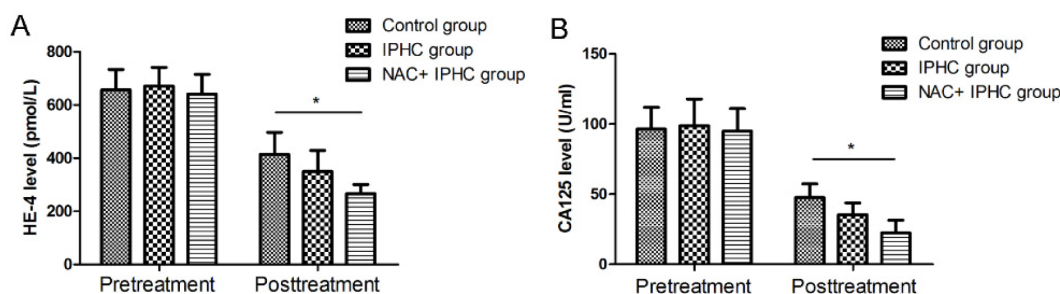 A
Control group
IPHC group
NAC+ IPHC group
HE-4 level (pmol/L)
800
600
400
200
0
*
Pretreatment
Posttreatment
B
Control group
IPHC group
NAC+ IPHC group
CA125 level (U/ml)
150
100
50
0
*
Pretreatment
Posttreatment